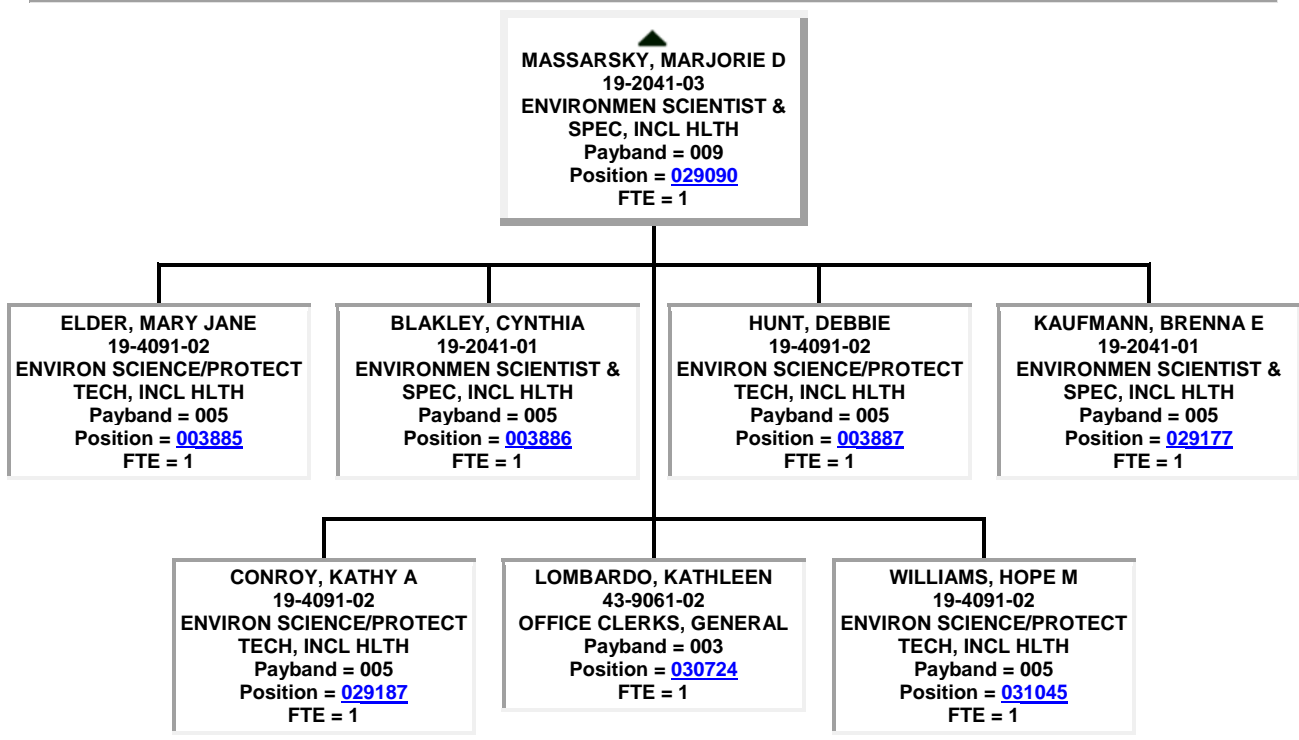 MASSARSKY, MARJORIE D
19-2041-03
ENVIRONMEN SCIENTIST &
SPEC, INCL HLTH
Payband = 009
Position = 029090
FTE = 1
ELDER, MARY JANE
19-4091-02
ENVIRON SCIENCE/PROTECT
TECH, INCL HLTH
Payband = 005
Position = 003885
FTE = 1
BLAKLEY, CYNTHIA
19-2041-01
ENVIRONMEN SCIENTIST &
SPEC, INCL HLTH
Payband = 005
Position = 003886
FTE = 1
HUNT, DEBBIE
19-4091-02
ENVIRON SCIENCE/PROTECT
TECH, INCL HLTH
Payband = 005
Position = 003887
FTE = 1
KAUFMANN, BRENNA E
19-2041-01
ENVIRONMEN SCIENTIST &
SPEC, INCL HLTH
Payband = 005
Position = 029177
FTE = 1
CONROY, KATHY A
19-4091-02
ENVIRON SCIENCE/PROTECT
TECH, INCL HLTH
Payband = 005
Position = 029187
FTE = 1
LOMBARDO, KATHLEEN
43-9061-02
OFFICE CLERKS, GENERAL
Payband = 003
Position = 030724
FTE = 1
WILLIAMS, HOPE M
19-4091-02
ENVIRON SCIENCE/PROTECT
TECH, INCL HLTH
Payband = 005
Position = 031045
FTE = 1